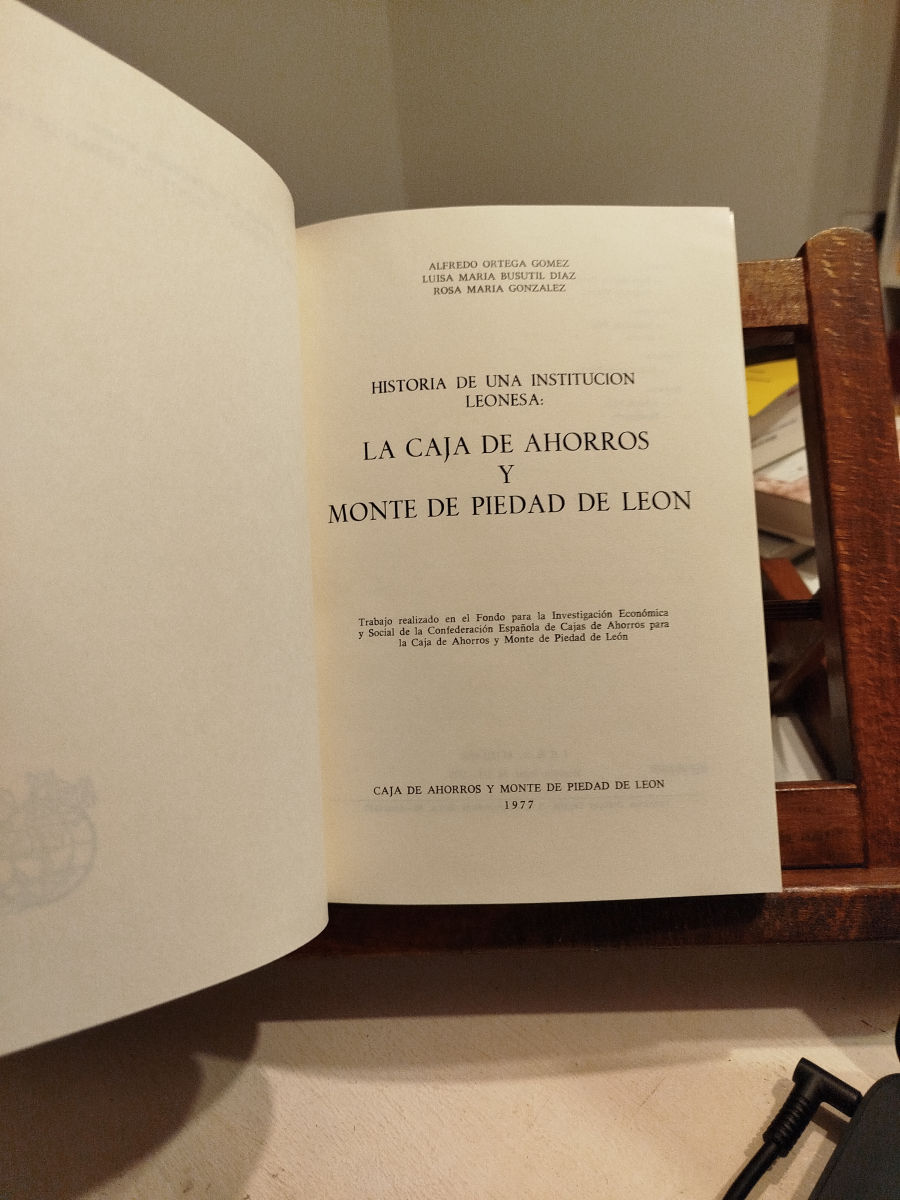 ALFREDO ORTEGA GOMEZ
LUISA MARIA BUSUTIL DIAZ
ROSA MARIA GONZALEZ
HISTORIA DE UNA INSTITUCION
LEONESA:
LA CAJA DE AHORROS
Y
MONTE DE PIEDAD DE LEON
Trabajo realizado en el Fondo para la Investigación Económica
y Social de la Confederación Española de Cajas de Ahorros para
la Caja de Ahorros y Monte de Piedad de León
CAJA DE AHORROS Y MONTE DE PIEDAD DE LEON
1977